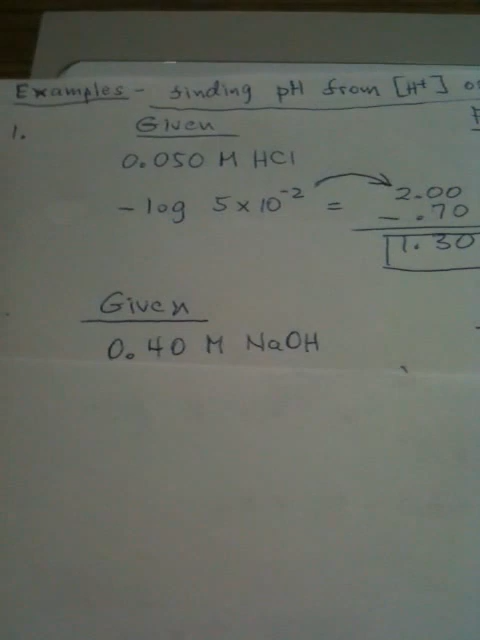 Examples - finding pH from [H+] or
1. Given
0.050 M HCl
- log 5 x 10⁻² = 2.00
- .70
1.30
Given
0.40 M NaOH